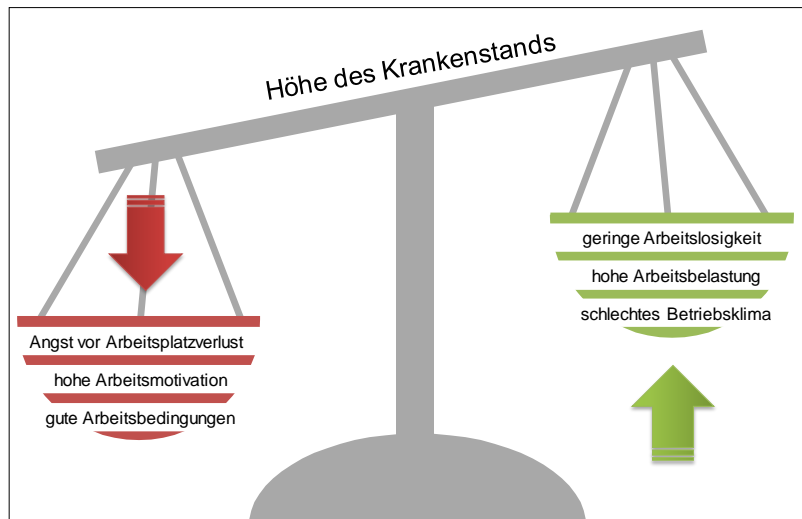 Höhe des Krankenstands
geringe Arbeitslosigkeit
hohe Arbeitsbelastung
schlechtes Betriebsklima
Angst vor Arbeitsplatzverlust
hohe Arbeitsmotivation
gute Arbeitsbedingungen